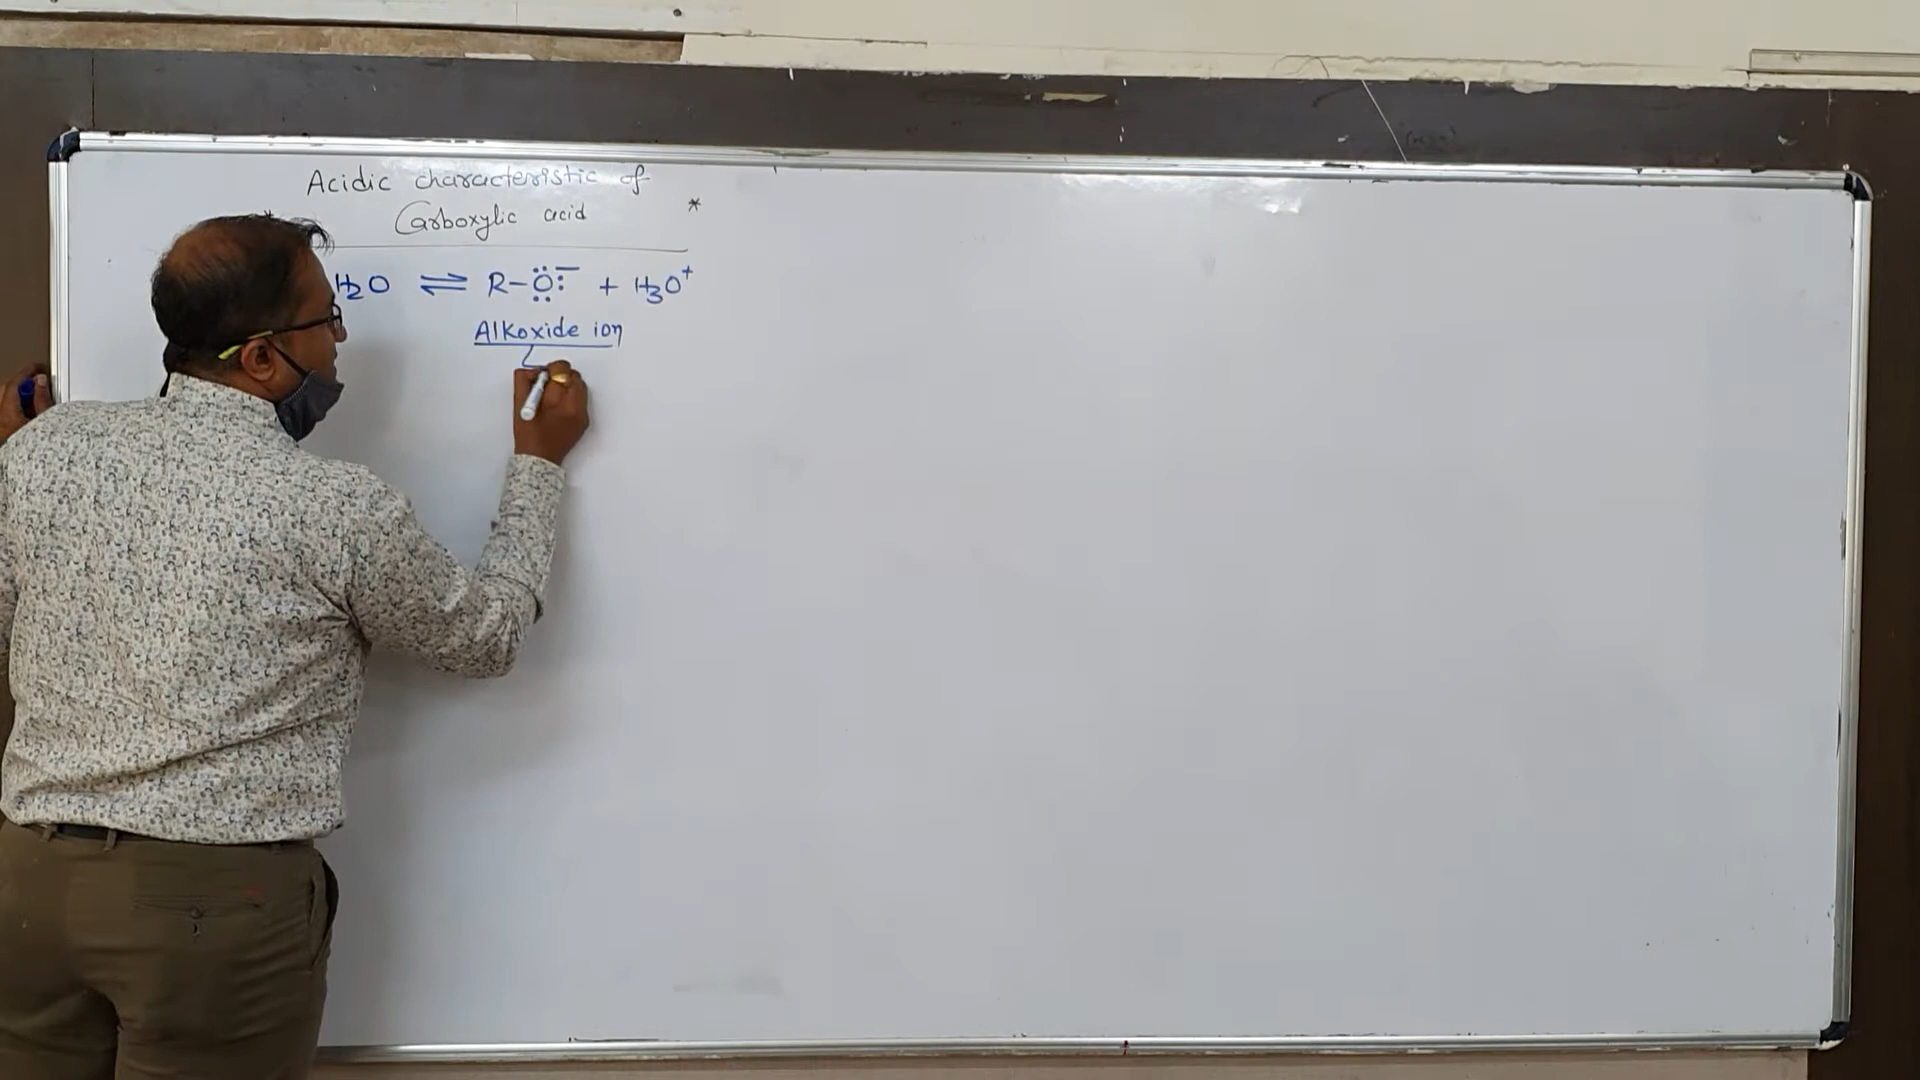 Acidic characteristic of
Carboxylic acid *
H₂O ⇌ R-Ö:⁻ + H₃O⁺
Alkoxide ion